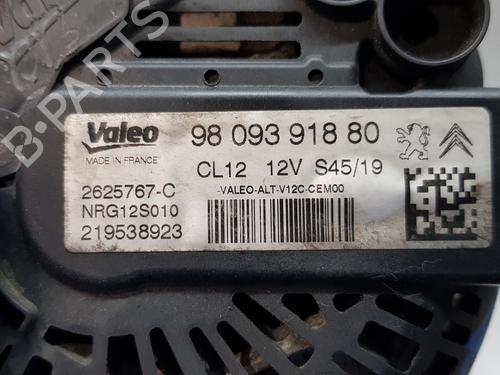 B-PARTS
Valeo
98 093 918 80
MADE IN FRANCE
CL12 12V S45/19
2625767-C
-VALEO-ALT-V12C-CEM00
NRG12S010
219538923